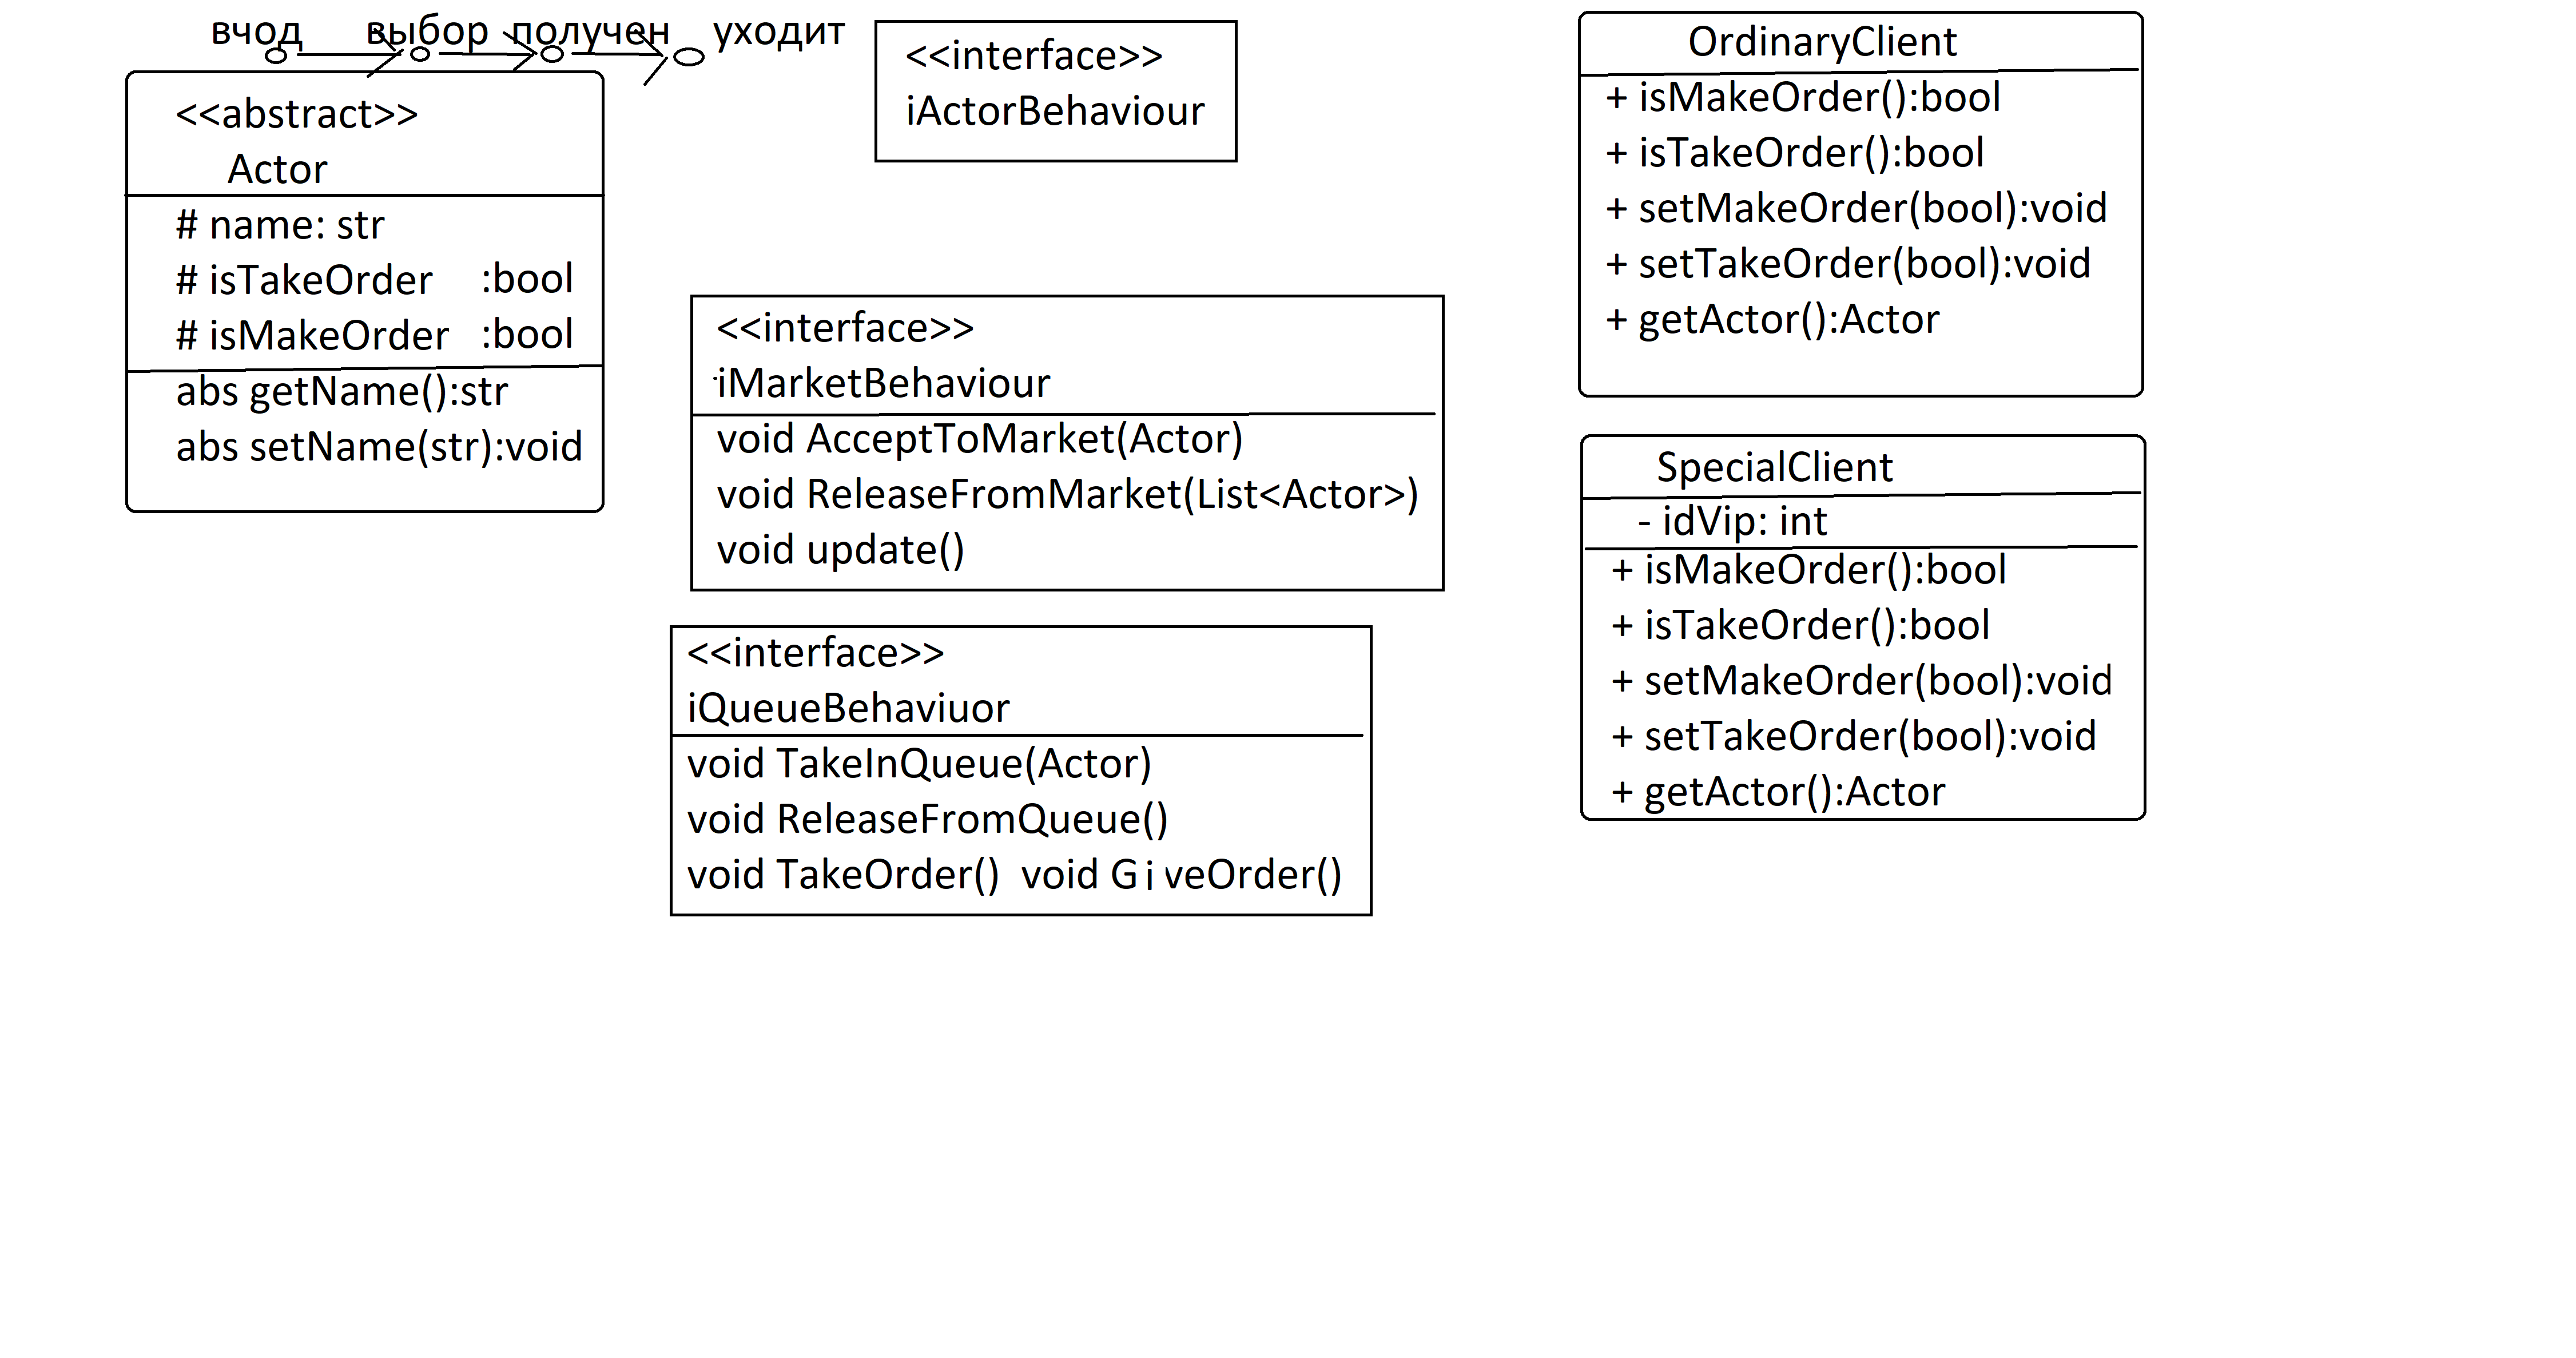 вчод выбор получен уходит
<<abstract>>
Actor
# name: str
# isTakeOrder :bool
# isMakeOrder :bool
abs getName():str
abs setName(str):void
<<interface>>
iActorBehaviour
<<interface>>
iMarketBehaviour
void AcceptToMarket(Actor)
void ReleaseFromMarket(List<Actor>)
void update()
<<interface>>
iQueueBehaviuor
void TakeInQueue(Actor)
void ReleaseFromQueue()
void TakeOrder() void GiveOrder()
OrdinaryClient
+ isMakeOrder():bool
+ isTakeOrder():bool
+ setMakeOrder(bool):void
+ setTakeOrder(bool):void
+ getActor():Actor
SpecialClient
- idVip: int
+ isMakeOrder():bool
+ isTakeOrder():bool
+ setMakeOrder(bool):void
+ setTakeOrder(bool):void
+ getActor():Actor